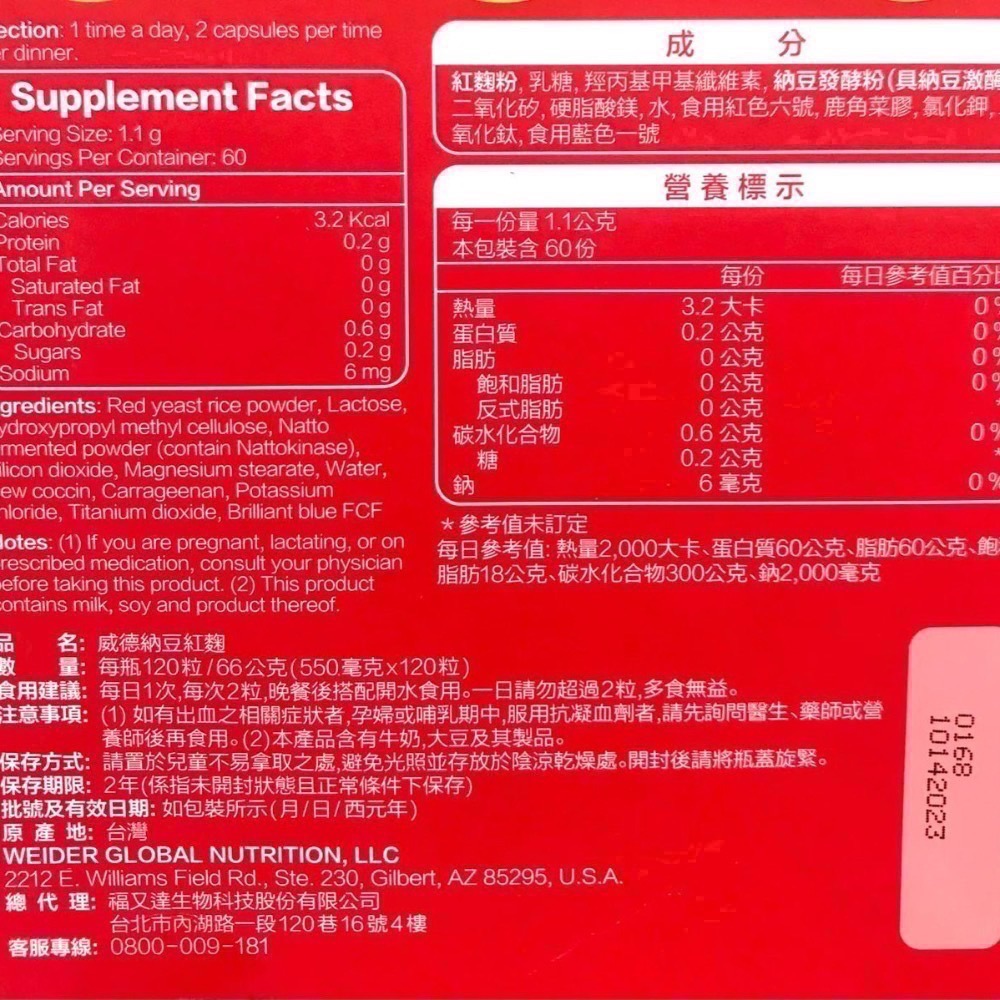 ection: 1 time a day, 2 capsules per time
r dinner.
Supplement Facts
Serving Size: 1.1 g
Servings Per Container: 60
Amount Per Serving
Calories 3.2 Kcal
Protein 0.2 g
Total Fat 0 g
Saturated Fat 0 g
Trans Fat 0 g
Carbohydrate 0.6 g
Sugars 0.2 g
Sodium 6 mg
gredients: Red yeast rice powder, Lactose,
ydroxypropyl methyl cellulose, Natto
rmented powder (contain Nattokinase),
ilicon dioxide, Magnesium stearate, Water,
ew coccin, Carrageenan, Potassium
hloride, Titanium dioxide, Brilliant blue FCF
Notes: (1) If you are pregnant, lactating, or on
rescribed medication, consult your physician
before taking this product. (2) This product
contains milk, soy and product thereof.
成 分
紅麴粉, 乳糖, 羥丙基甲基纖維素, 納豆發酵粉(具納豆激酶
二氧化矽, 硬脂酸鎂, 水, 食用紅色六號, 鹿角菜膠, 氯化鉀,
氧化鈦, 食用藍色一號
營養標示
每一份量 1.1公克
本包裝含 60份
每份 每日參考值百分比
熱量 3.2 大卡 0%
蛋白質 0.2 公克 0%
脂肪 0 公克 0%
飽和脂肪 0 公克 0%
反式脂肪 0 公克 *
碳水化合物 0.6 公克 0%
糖 0.2 公克 *
鈉 6 毫克 0%
*參考值未訂定
每日參考值: 熱量2,000大卡、蛋白質60公克、脂肪60公克、飽
脂肪18公克、碳水化合物300公克、鈉2,000毫克
品 名: 威德納豆紅麴
數 量: 每瓶120粒/66公克(550毫克x120粒)
食用建議: 每日1次,每次2粒,晚餐後搭配開水食用。一日請勿超過2粒,多食無益。
注意事項: (1) 如有出血之相關症狀者,孕婦或哺乳期中,服用抗凝血劑者,請先詢問醫生、藥師或營
養師後再食用。(2)本產品含有牛奶,大豆及其製品。
保存方式: 請置於兒童不易拿取之處,避免光照並存放於陰涼乾燥處。開封後請將瓶蓋旋緊。
保存期限: 2年(係指未開封狀態且正常條件下保存)
批號及有效日期: 如包裝所示(月/日/西元年)
原 產 地: 台灣
WEIDER GLOBAL NUTRITION, LLC
2212 E. Williams Field Rd., Ste. 230, Gilbert, AZ 85295, U.S.A.
總 代 理: 福又達生物科技股份有限公司
台北市內湖路一段120巷16號4樓
客服專線: 0800-009-181
0168
10142023